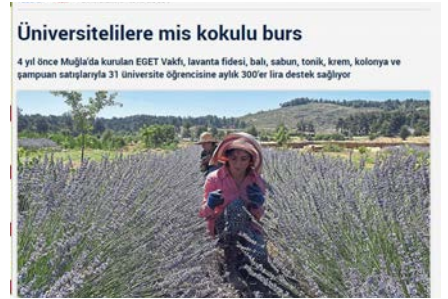 Üniversitelilere mis kokulu burs
4 yıl önce Muğla'da kurulan EGET Vakfı, lavanta fidesi, balı, sabun, tonik, krem, kolonya ve
şampuan satışlarıyla 31 üniversite öğrencisine aylık 300'er lira destek sağlıyor